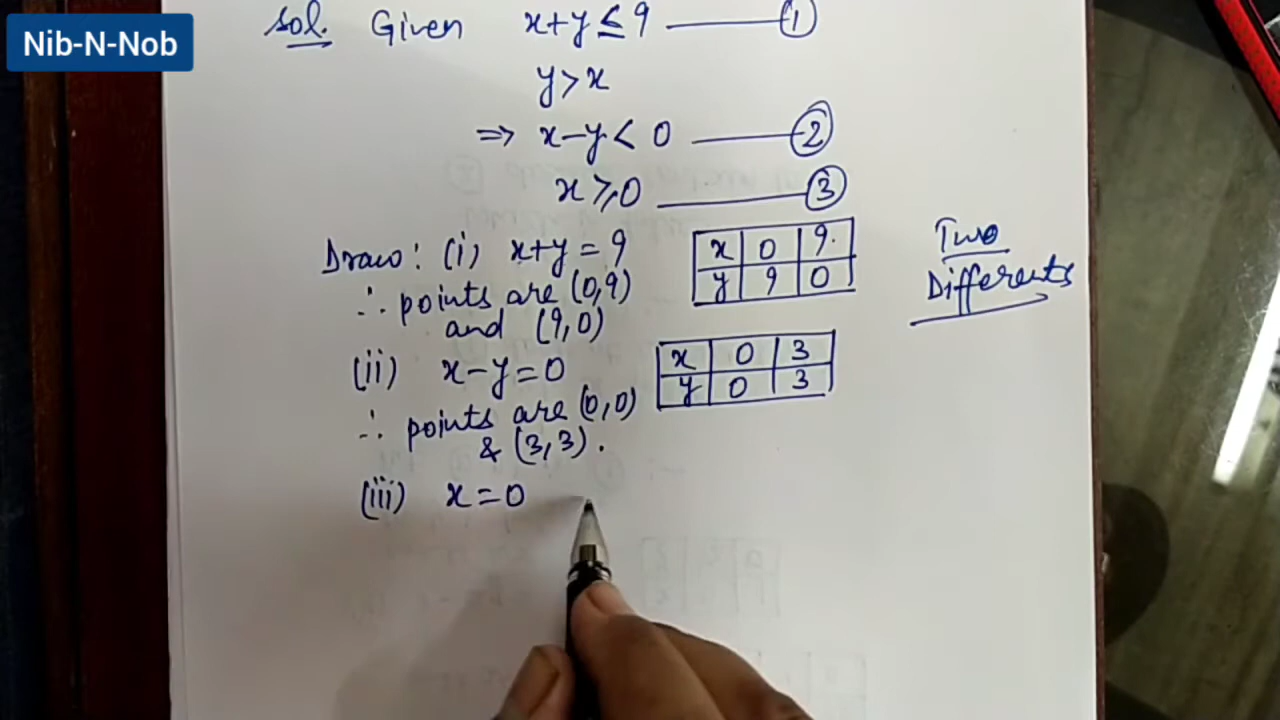 Nib-N-Nob
Sol. Given x+y≤9 ——— ①
y>x
⇒ x-y<0 ——— ②
x≥0 ——— ③
Draw: (i) x+y=9
∴ points are (0,9)
and (9,0)
x 0 9.
y 9 0
(ii) x-y=0
∴ points are (0,0)
& (3,3).
x 0 3
y 0 3
(iii) x=0
Two
Differents